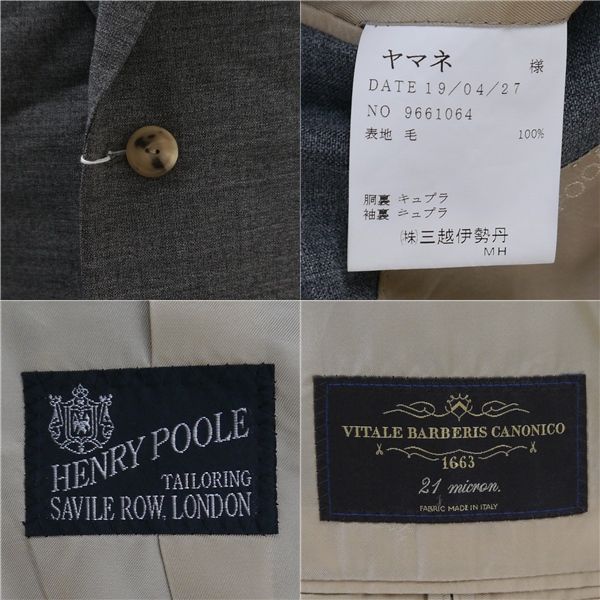 ヤマネ 様
DATE 19/04/27
NO 9661064
表地 毛 100%
胴裏 キュプラ
袖裏 キュプラ
㈱三越伊勢丹
MH
HENRY POOLE
TAILORING
SAVILE ROW, LONDON
VITALE BARBERIS CANONICO
1663
21 micron.
FABRIC MADE IN ITALY